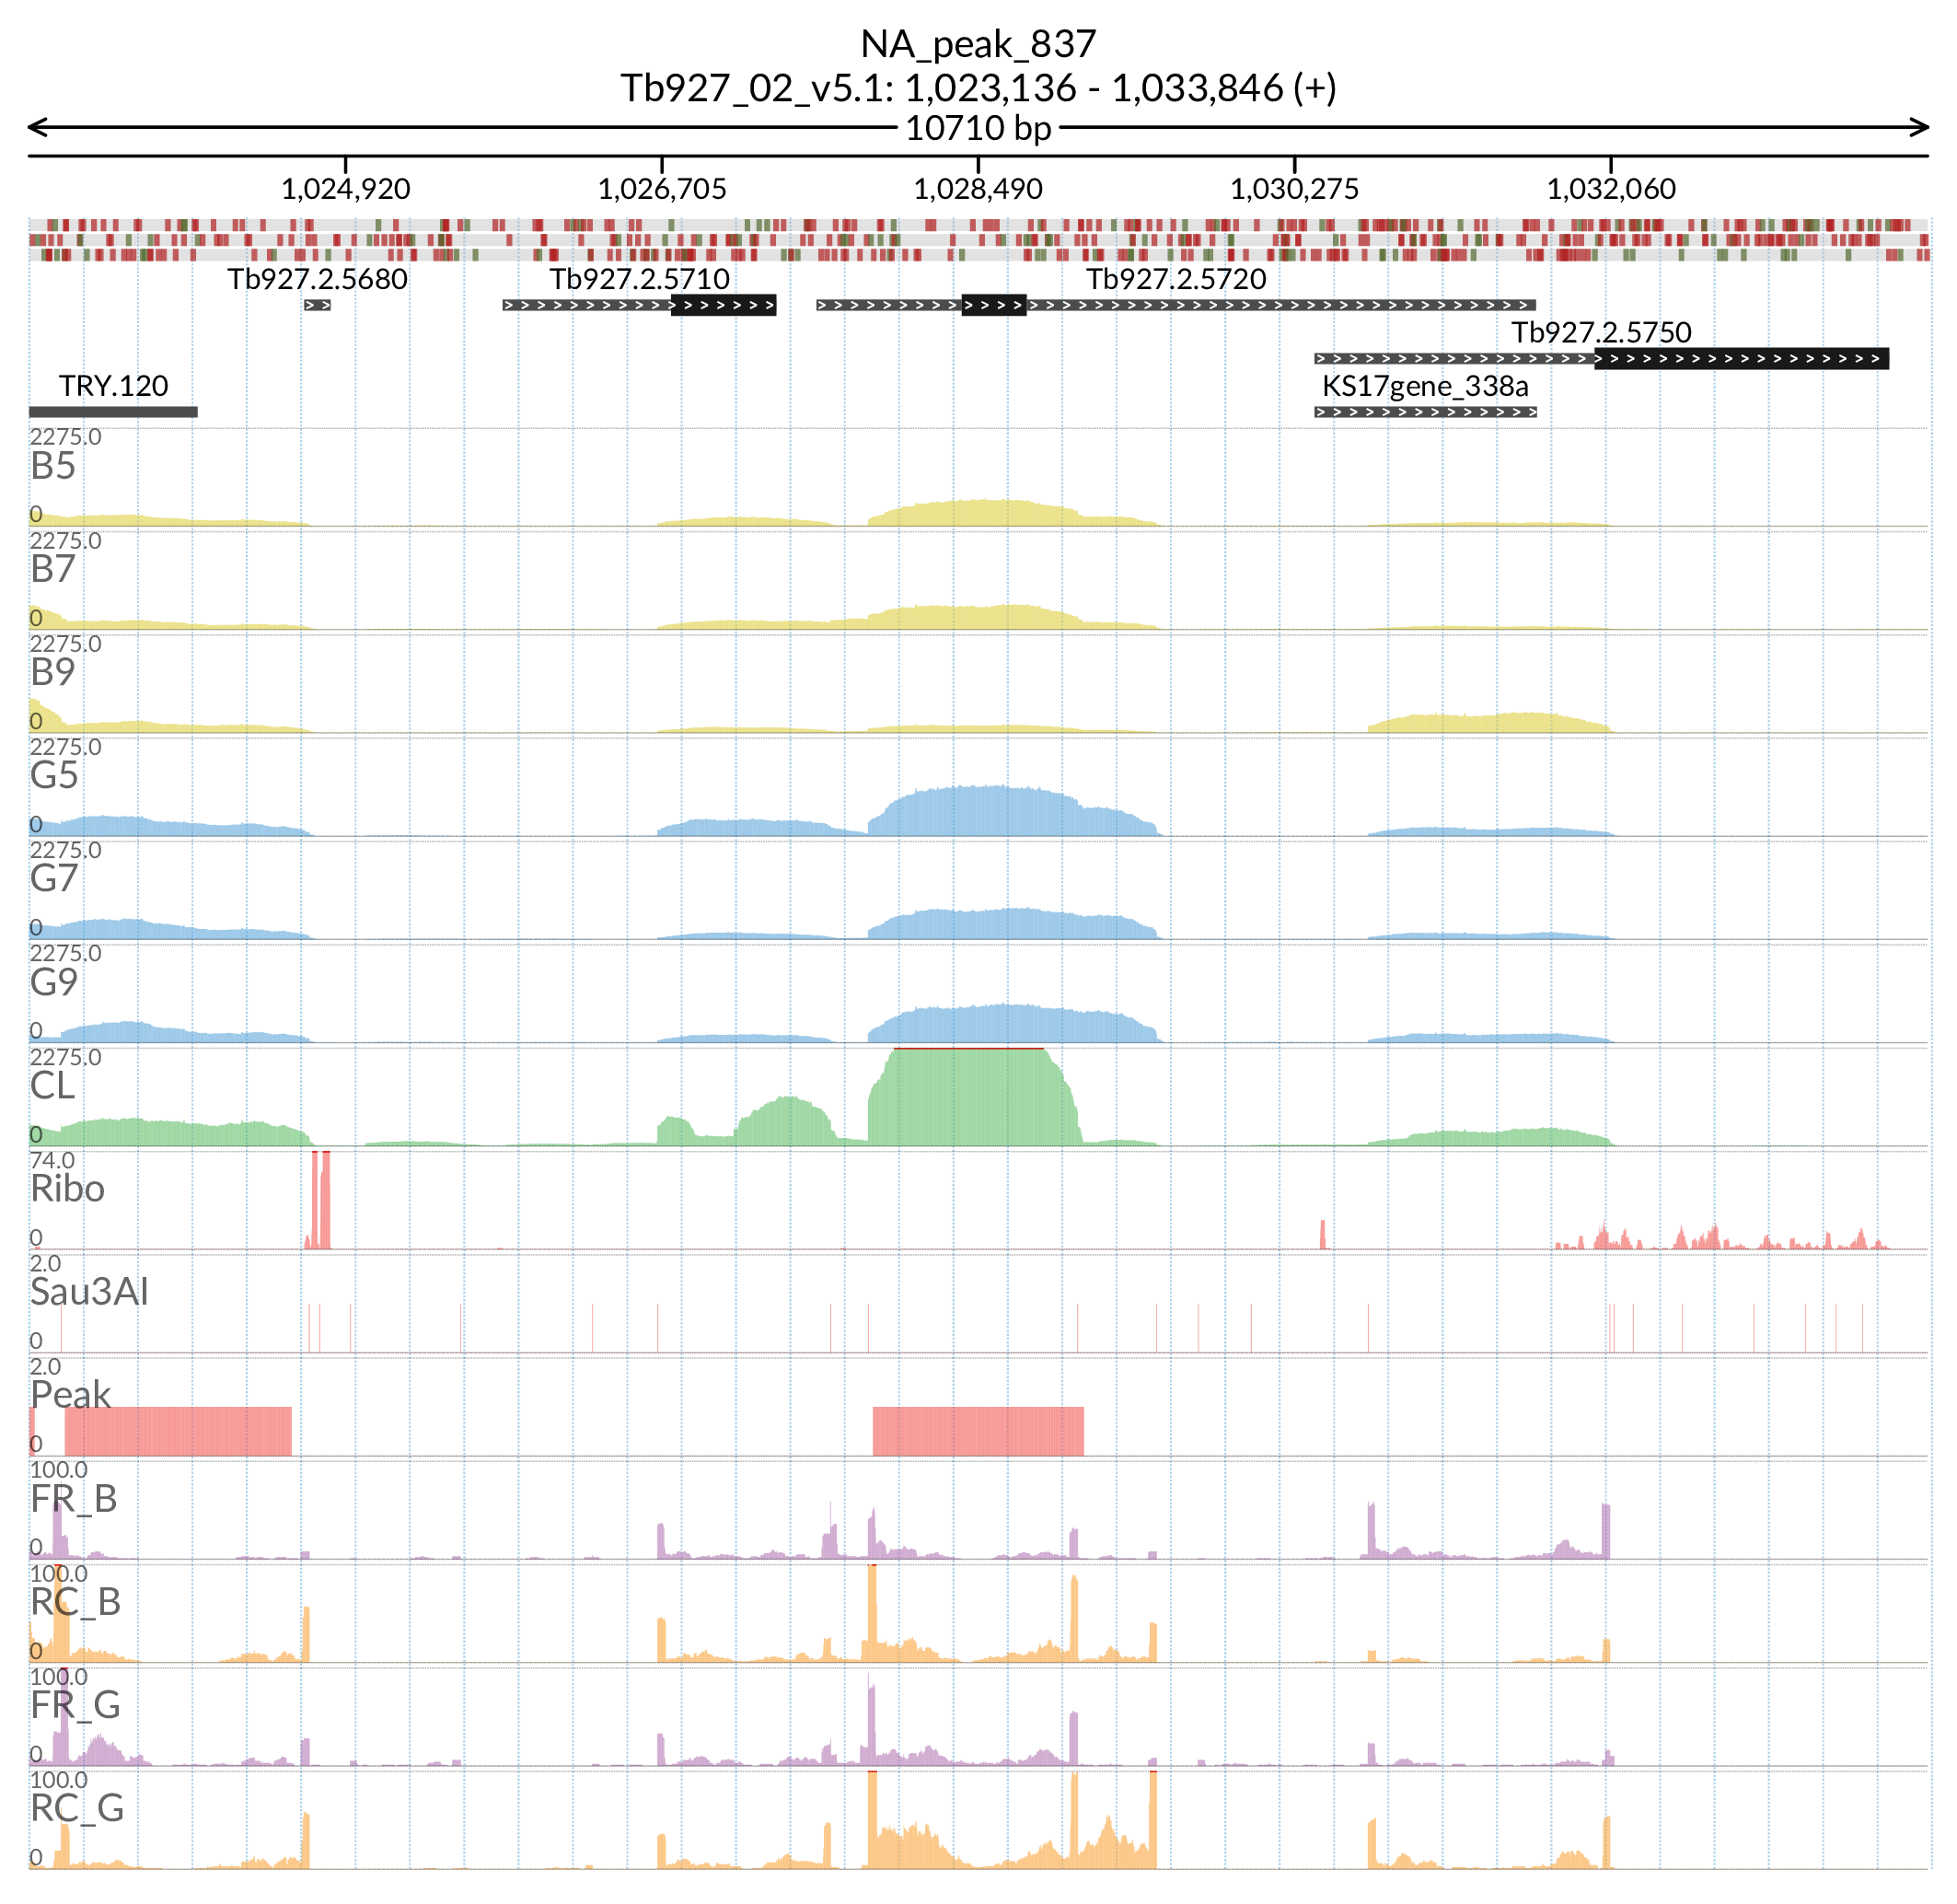 NA_peak_837
Tb927_02_v5.1: 1,023,136 - 1,033,846 (+)
10710 bp
1,024,920 1,026,705 1,028,490 1,030,275 1,032,060
Tb927.2.5680 Tb927.2.5710 Tb927.2.5720
Tb927.2.5750
TRY.120 KS17gene_338a
2275.0
B5
0
2275.0
B7
0
2275.0
B9
0
2275.0
G5
0
2275.0
G7
0
2275.0
G9
0
2275.0
CL
0
74.0
Ribo
0
2.0
Sau3AI
0
2.0
Peak
0
100.0
FR_B
0
100.0
RC_B
0
100.0
FR_G
0
100.0
RC_G
0